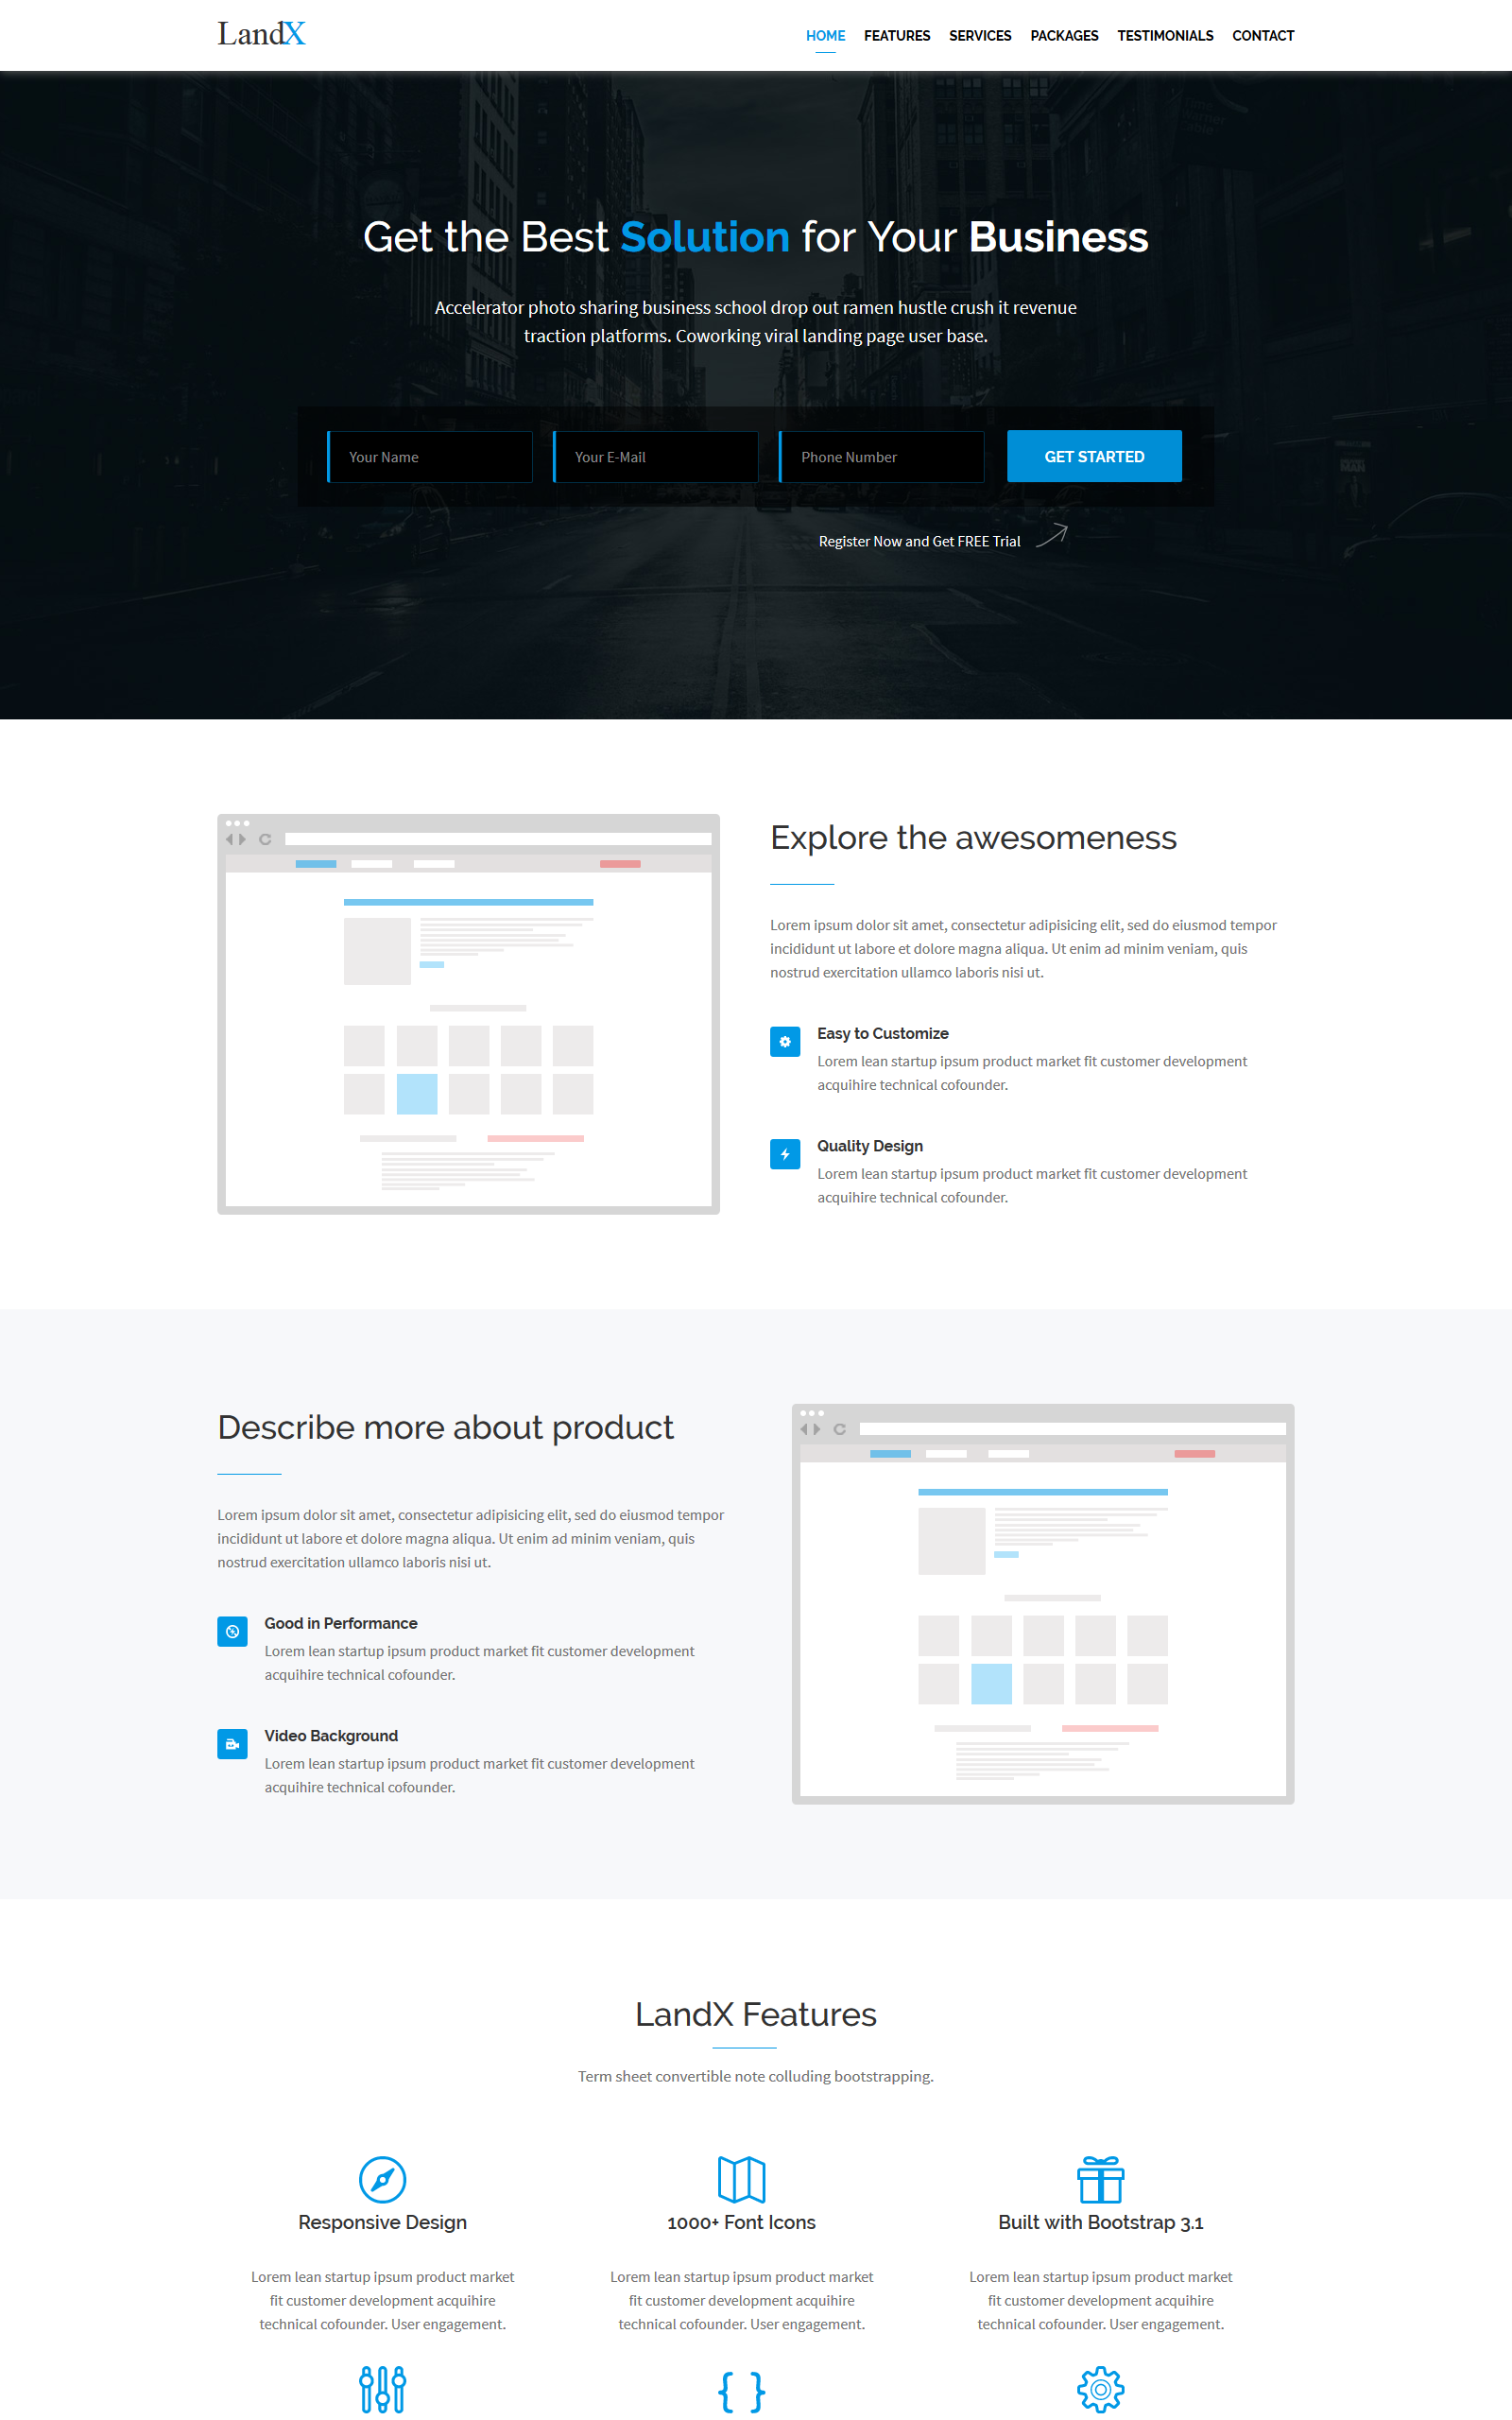 LandX
HOME FEATURES SERVICES PACKAGES TESTIMONIALS CONTACT
Get the Best Solution for Your Business
Accelerator photo sharing business school drop out ramen hustle crush it revenue
traction platforms. Coworking viral landing page user base.
Your Name
Your E-Mail
Phone Number
GET STARTED
Register Now and Get FREE Trial
Explore the awesomeness
Lorem ipsum dolor sit amet, consectetur adipisicing elit, sed do eiusmod tempor
incididunt ut labore et dolore magna aliqua. Ut enim ad minim veniam, quis
nostrud exercitation ullamco laboris nisi ut.
Easy to Customize
Lorem lean startup ipsum product market fit customer development
acquihire technical cofounder.
Quality Design
Lorem lean startup ipsum product market fit customer development
acquihire technical cofounder.
Describe more about product
Lorem ipsum dolor sit amet, consectetur adipisicing elit, sed do eiusmod tempor
incididunt ut labore et dolore magna aliqua. Ut enim ad minim veniam, quis
nostrud exercitation ullamco laboris nisi ut.
Good in Performance
Lorem lean startup ipsum product market fit customer development
acquihire technical cofounder.
Video Background
Lorem lean startup ipsum product market fit customer development
acquihire technical cofounder.
LandX Features
Term sheet convertible note colluding bootstrapping.
Responsive Design
Lorem lean startup ipsum product market
fit customer development acquihire
technical cofounder. User engagement.
1000+ Font Icons
Lorem lean startup ipsum product market
fit customer development acquihire
technical cofounder. User engagement.
Built with Bootstrap 3.1
Lorem lean startup ipsum product market
fit customer development acquihire
technical cofounder. User engagement.